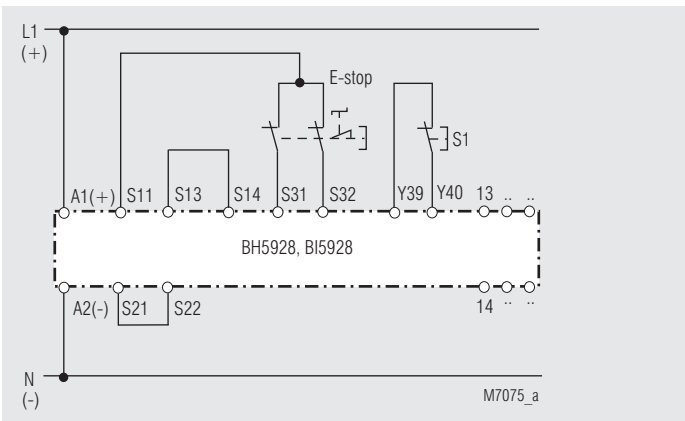 L1
(+)
E-stop
S1
A1(+) S11 S13 S14 S31 S32 Y39 Y40 13 .. ..
BH5928, BI5928
A2(-) S21 S22 14 .. ..
N
(-)
M7075_a